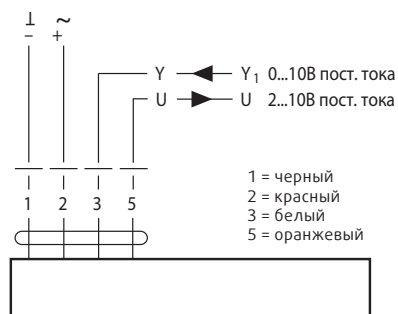 ⊥ ~
– +
Y Y₁ 0...10В пост. тока
U U 2...10В пост. тока
1 2 3 5
1 = черный
2 = красный
3 = белый
5 = оранжевый